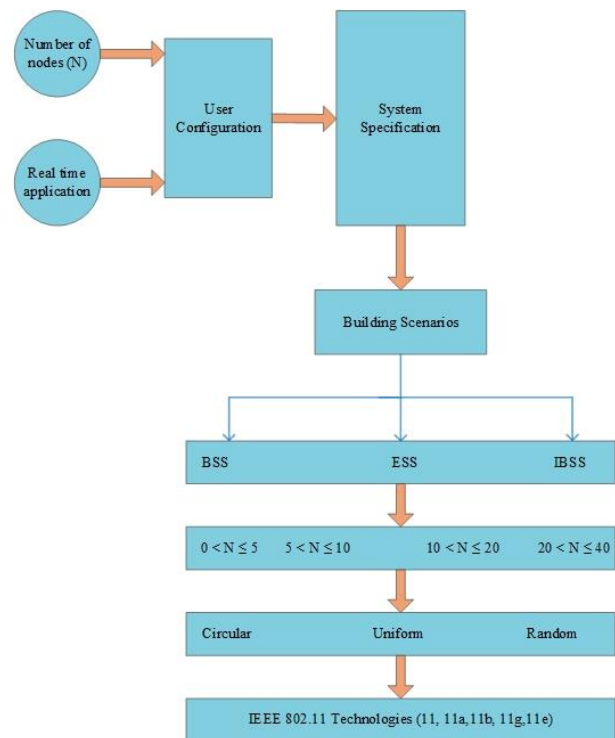 Number of
nodes (N)
User
Configuration
System
Specification
Real time
application
Building Scenarios
BSS ESS IBSS
0 < N ≤ 5 5 < N ≤ 10 10 < N ≤ 20 20 < N ≤ 40
Circular Uniform Random
IEEE 802.11 Technologies (11, 11a,11b, 11g,11e)